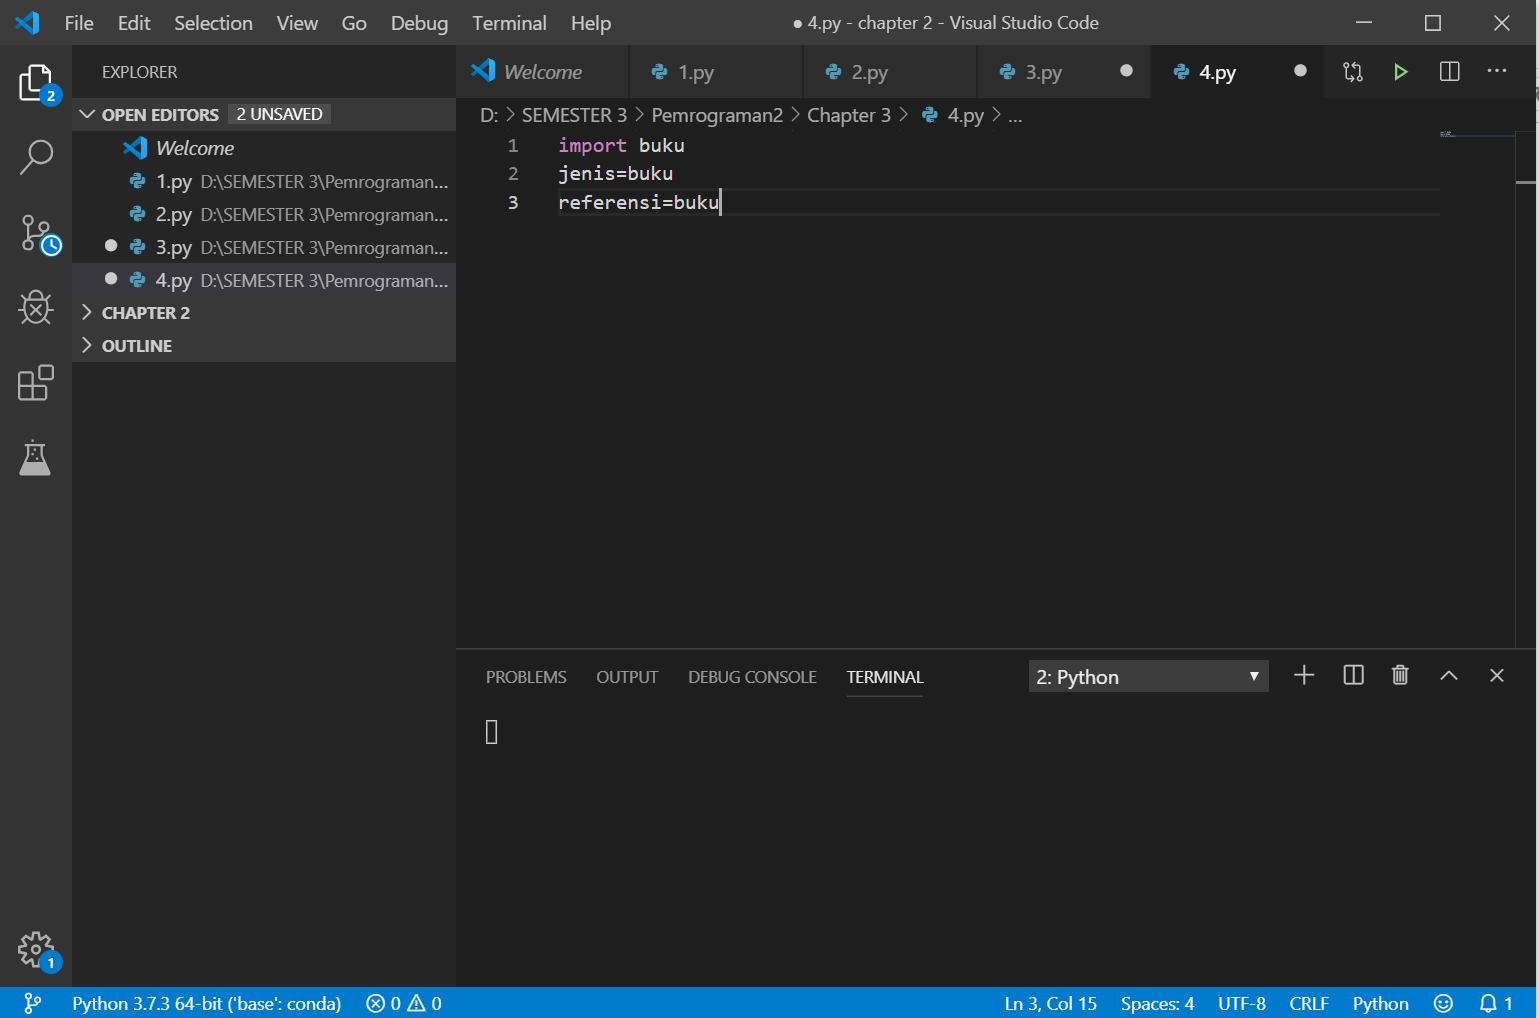 File Edit Selection View Go Debug Terminal Help ● 4.py - chapter 2 - Visual Studio Code
EXPLORER
OPEN EDITORS 2 UNSAVED
Welcome
1.py D:\SEMESTER 3\Pemrograman...
2.py D:\SEMESTER 3\Pemrograman...
3.py D:\SEMESTER 3\Pemrograman...
4.py D:\SEMESTER 3\Pemrograman...
CHAPTER 2
OUTLINE
2
1
Welcome 1.py 2.py 3.py 4.py
D: > SEMESTER 3 > Pemrograman2 > Chapter 3 > 4.py > ...
1 import buku
2 jenis=buku
3 referensi=buku
PROBLEMS OUTPUT DEBUG CONSOLE TERMINAL 2: Python
Python 3.7.3 64-bit ('base': conda) 0 0 Ln 3, Col 15 Spaces: 4 UTF-8 CRLF Python 1